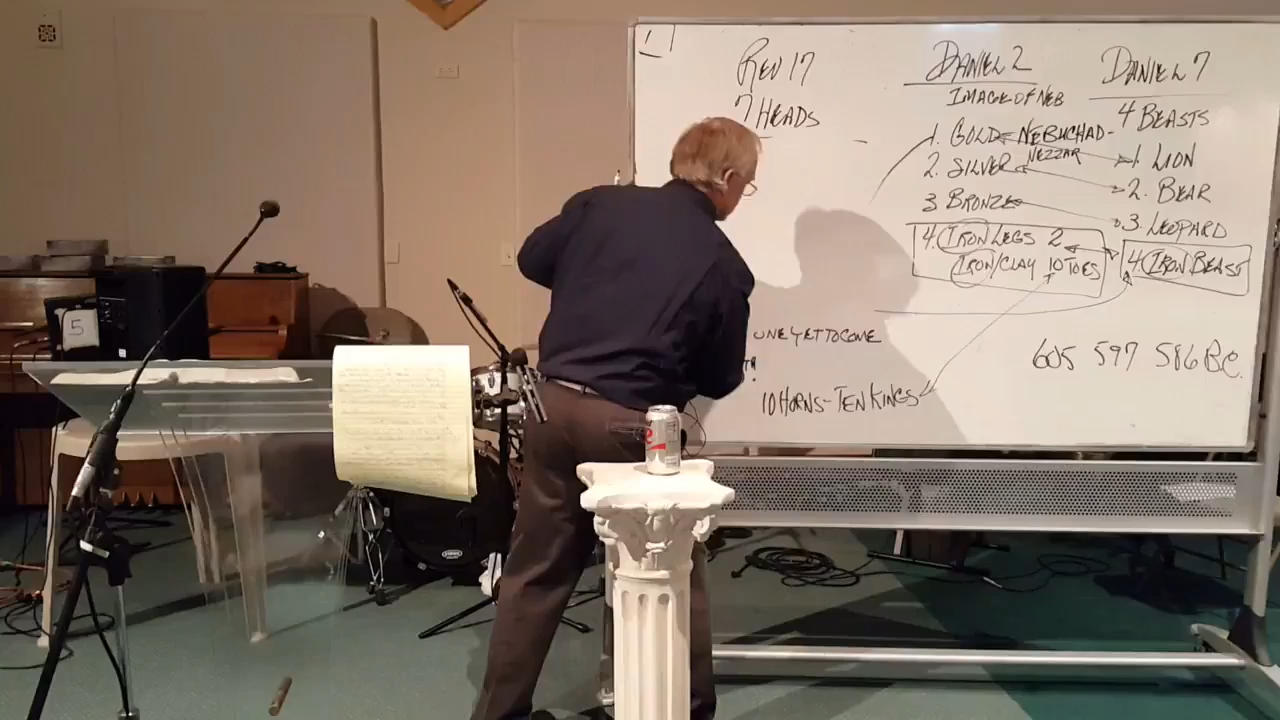 REV 17
7 HEADS
ONE YET TO COME
10 HORNS - TEN KINGS
DANIEL 2
IMAGE OF NEB
1. GOLD NEBUCHAD-
NEZZAR
2. SILVER
3 BRONZE
4. IRON LEGS 2
IRON/CLAY 10 TOES
DANIEL 7
4 BEASTS
1. LION
2. BEAR
3. LEOPARD
4. IRON BEAST
605 597 586 BC.
5